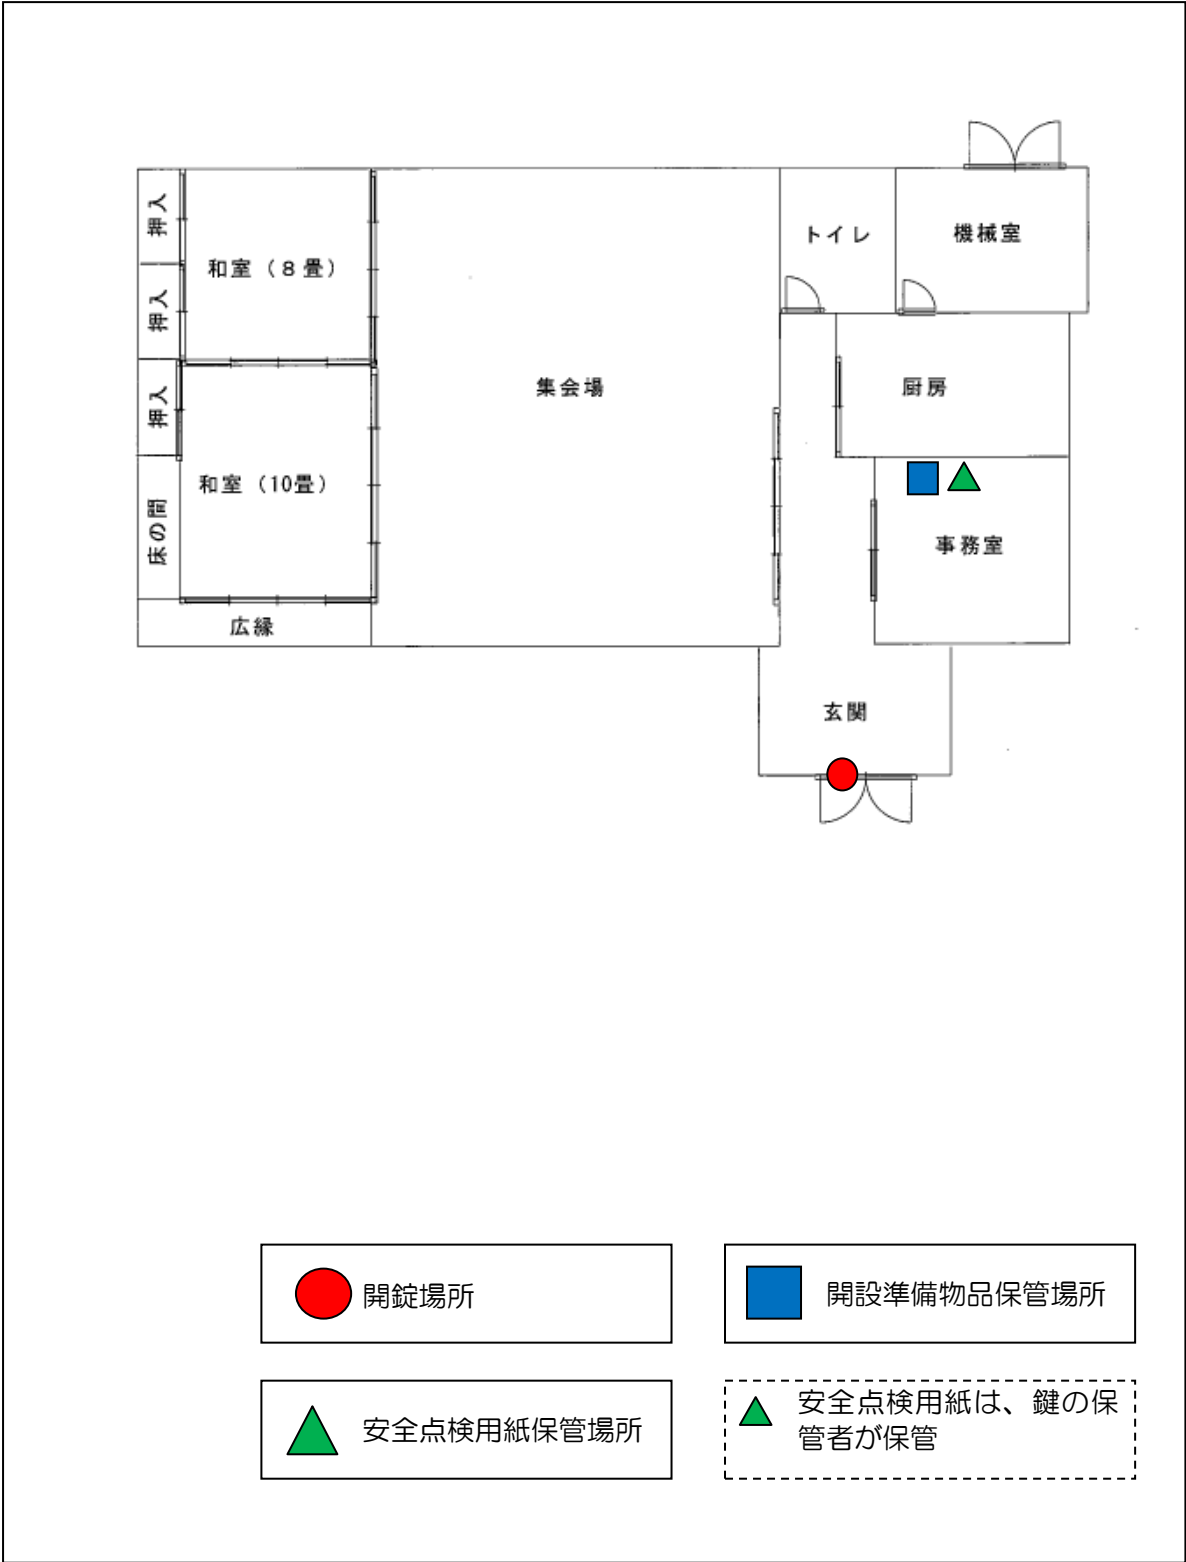 押入
和室（８畳）
トイレ
機械室
押入
集会場
厨房
押入
和室（10畳）
床の間
事務室
広縁
玄関
開錠場所
開設準備物品保管場所
安全点検用紙保管場所
安全点検用紙は、鍵の保
管者が保管